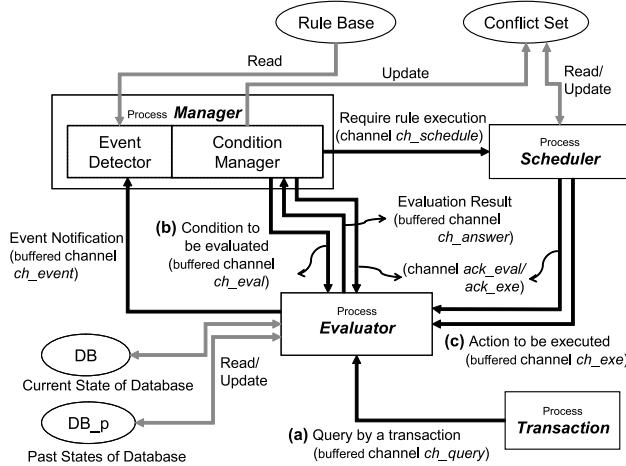 Rule Base
Conflict Set
Read
Update
Read/
Update
Process Manager
Event
Detector
Condition
Manager
Require rule execution
(channel ch_schedule)
Process
Scheduler
Event Notification
(buffered channel
ch_event)
(b) Condition to
be evaluated
(buffered channel
ch_eval)
Evaluation Result
(buffered channel
ch_answer)
(channel ack_eval/
ack_exe)
Process
Evaluator
(c) Action to be executed
(buffered channel ch_exe)
DB
Current State of Database
Read/
Update
DB_p
Past States of Database
(a) Query by a transaction
(buffered channel ch_query)
Process
Transaction